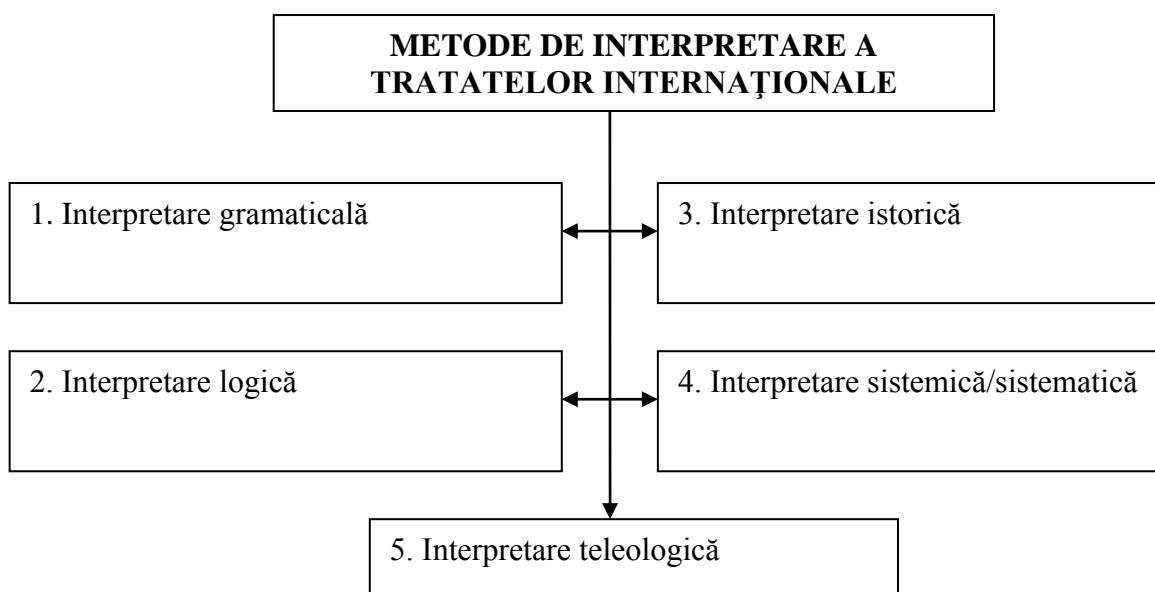 METODE DE INTERPRETARE A
TRATATELOR INTERNAŢIONALE
1. Interpretare gramaticală
3. Interpretare istorică
2. Interpretare logică
4. Interpretare sistemică/sistematică
5. Interpretare teleologică